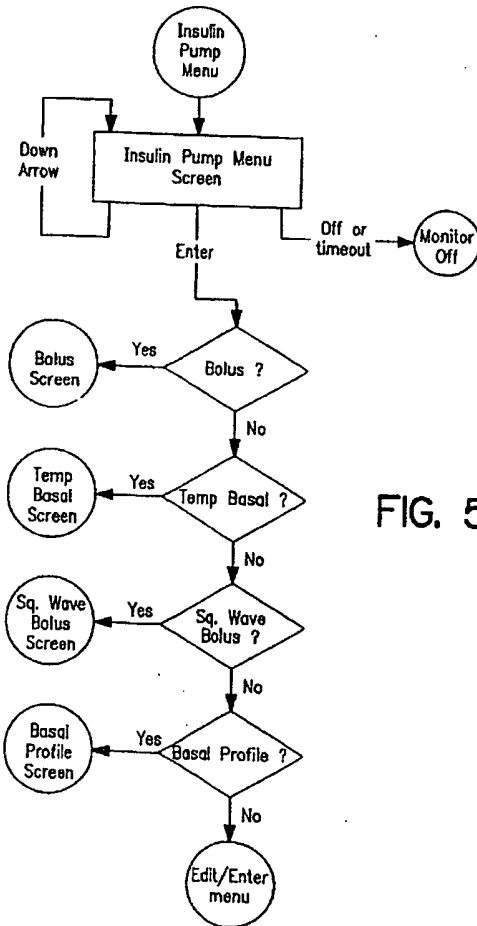 Insulin
Pump
Menu
Down
Arrow
Insulin Pump Menu
Screen
Off or
timeout
Monitor
Off
Enter
Bolus
Screen
Yes
Bolus ?
No
Temp
Basal
Screen
Yes
Temp Basal ?
FIG. 5
No
Sq. Wave
Bolus
Screen
Yes
Sq. Wave
Bolus ?
No
Basal
Profile
Screen
Yes
Basal Profile ?
No
Edit/Enter
menu